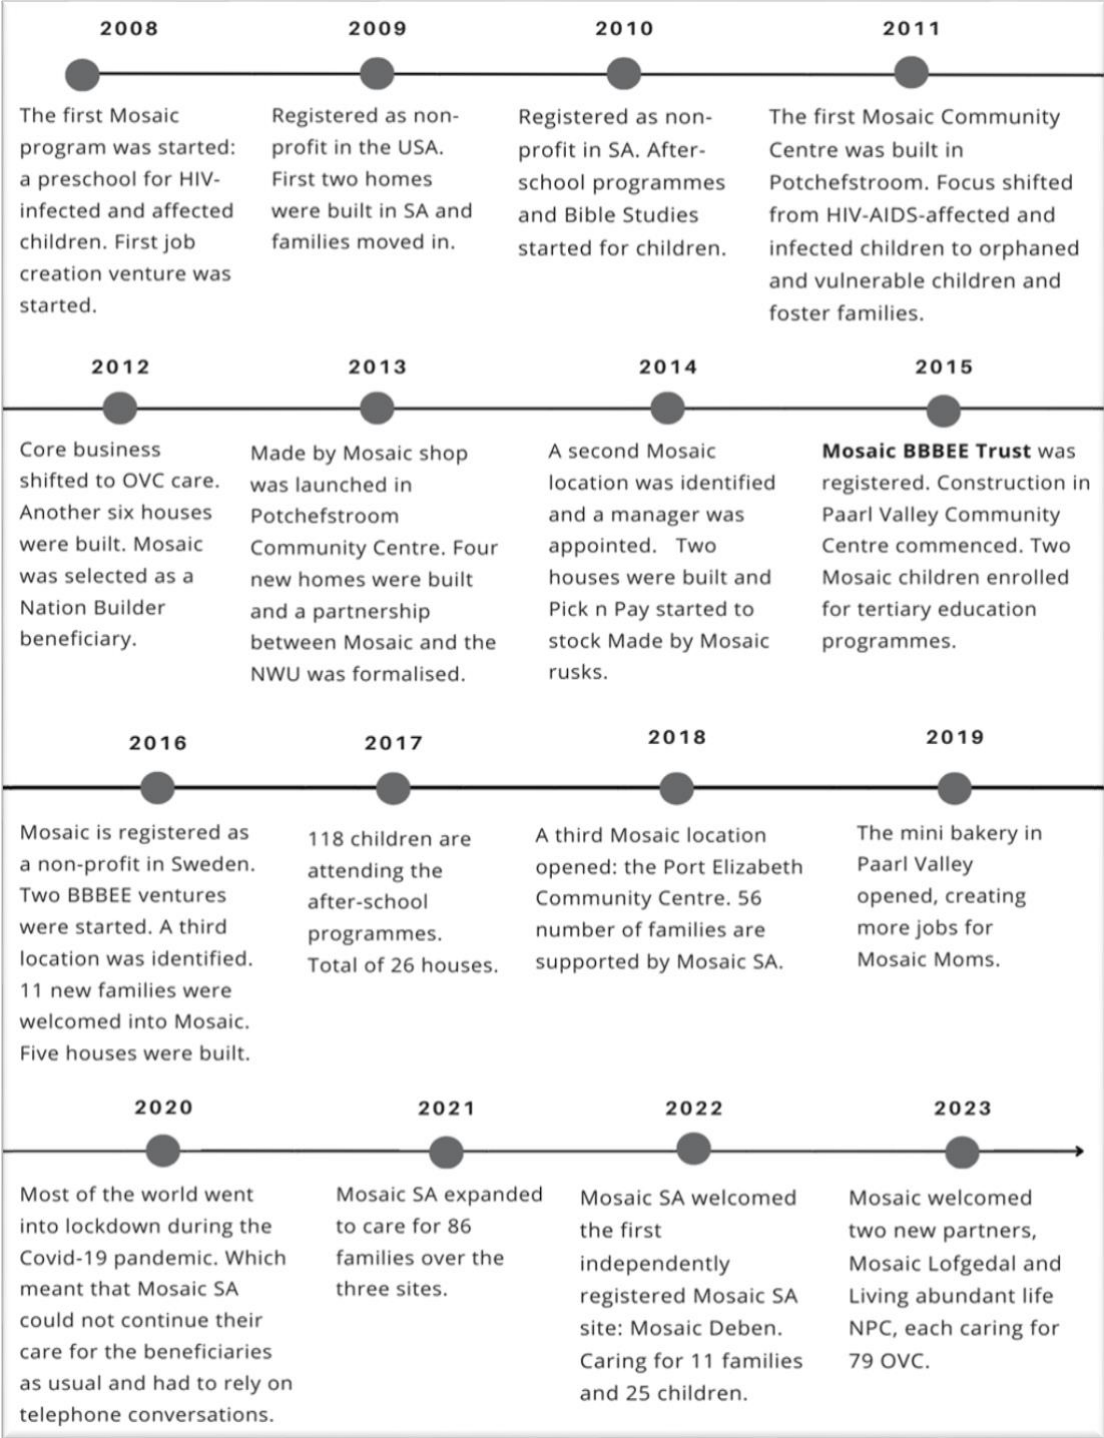 2008
The first Mosaic
program was started:
a preschool for HIV-
infected and affected
children. First job
creation venture was
started.
2009
Registered as non-
profit in the USA.
First two homes
were built in SA and
families moved in.
2010
Registered as non-
profit in SA. After-
school programmes
and Bible Studies
started for children.
2011
The first Mosaic Community
Centre was built in
Potchefstroom. Focus shifted
from HIV-AIDS-affected and
infected children to orphaned
and vulnerable children and
foster families.
2012
Core business
shifted to OVC care.
Another six houses
were built. Mosaic
was selected as a
Nation Builder
beneficiary.
2013
Made by Mosaic shop
was launched in
Potchefstroom
Community Centre. Four
new homes were built
and a partnership
between Mosaic and the
NWU was formalised.
2014
A second Mosaic
location was identified
and a manager was
appointed. Two
houses were built and
Pick n Pay started to
stock Made by Mosaic
rusks.
2015
Mosaic BBBEE Trust was
registered. Construction in
Paarl Valley Community
Centre commenced. Two
Mosaic children enrolled
for tertiary education
programmes.
2016
Mosaic is registered as
a non-profit in Sweden.
Two BBBEE ventures
were started. A third
location was identified.
11 new families were
welcomed into Mosaic.
Five houses were built.
2017
118 children are
attending the
after-school
programmes.
Total of 26 houses.
2018
A third Mosaic location
opened: the Port Elizabeth
Community Centre. 56
number of families are
supported by Mosaic SA.
2019
The mini bakery in
Paarl Valley
opened, creating
more jobs for
Mosaic Moms.
2020
Most of the world went
into lockdown during the
Covid-19 pandemic. Which
meant that Mosaic SA
could not continue their
care for the beneficiaries
as usual and had to rely on
telephone conversations.
2021
Mosaic SA expanded
to care for 86
families over the
three sites.
2022
Mosaic SA welcomed
the first
independently
registered Mosaic SA
site: Mosaic Deben.
Caring for 11 families
and 25 children.
2023
Mosaic welcomed
two new partners,
Mosaic Lofgedal and
Living abundant life
NPC, each caring for
79 OVC.